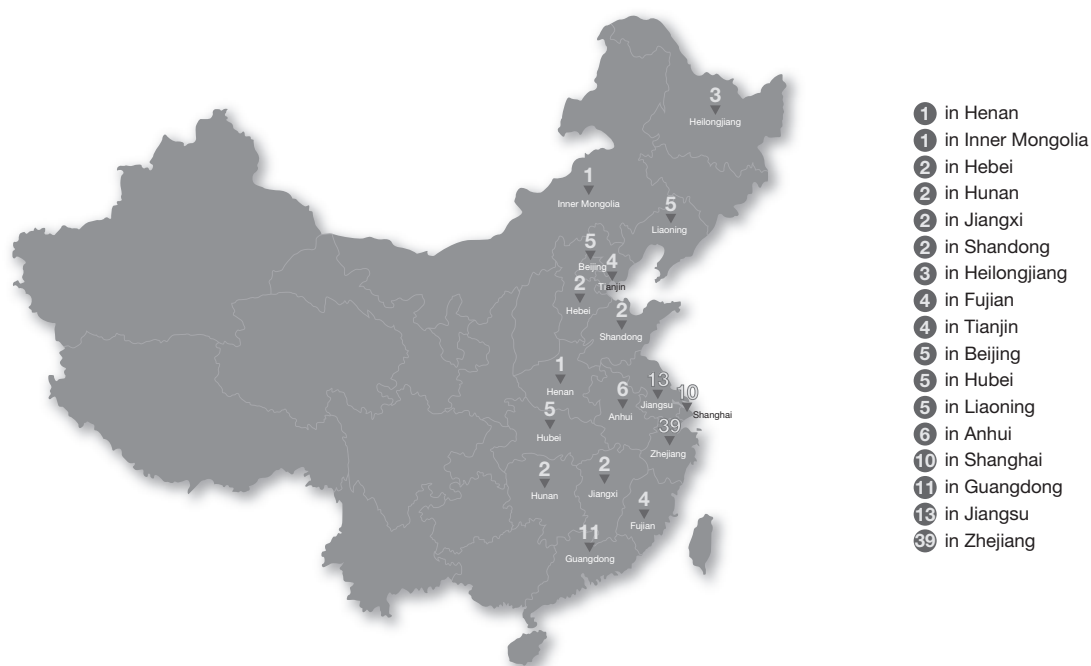 3
Heilongjiang
1
Inner Mongolia
5
Liaoning
5
Beijing
4
Tianjin
2
Hebei
2
Shandong
1
Henan
6
Anhui
13
Jiangsu
10
Shanghai
5
Hubei
39
Zhejiang
2
Hunan
2
Jiangxi
4
Fujian
11
Guangdong
1 in Henan
1 in Inner Mongolia
2 in Hebei
2 in Hunan
2 in Jiangxi
2 in Shandong
3 in Heilongjiang
4 in Fujian
4 in Tianjin
5 in Beijing
5 in Hubei
5 in Liaoning
6 in Anhui
10 in Shanghai
11 in Guangdong
13 in Jiangsu
39 in Zhejiang